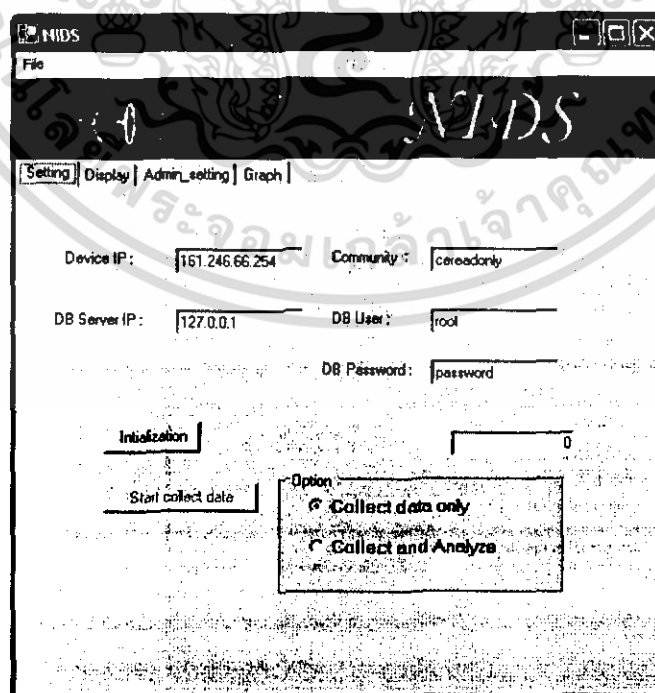 NIDS
File
NIDS
Setting Display Admin_setting Graph
Device IP : 161.246.66.254 Community : cereadonly
DB Server IP : 127.0.0.1 DB User : root
DB Password : password
Intialization 0
Start collect data Option
Collect data only
Collect and Analyze